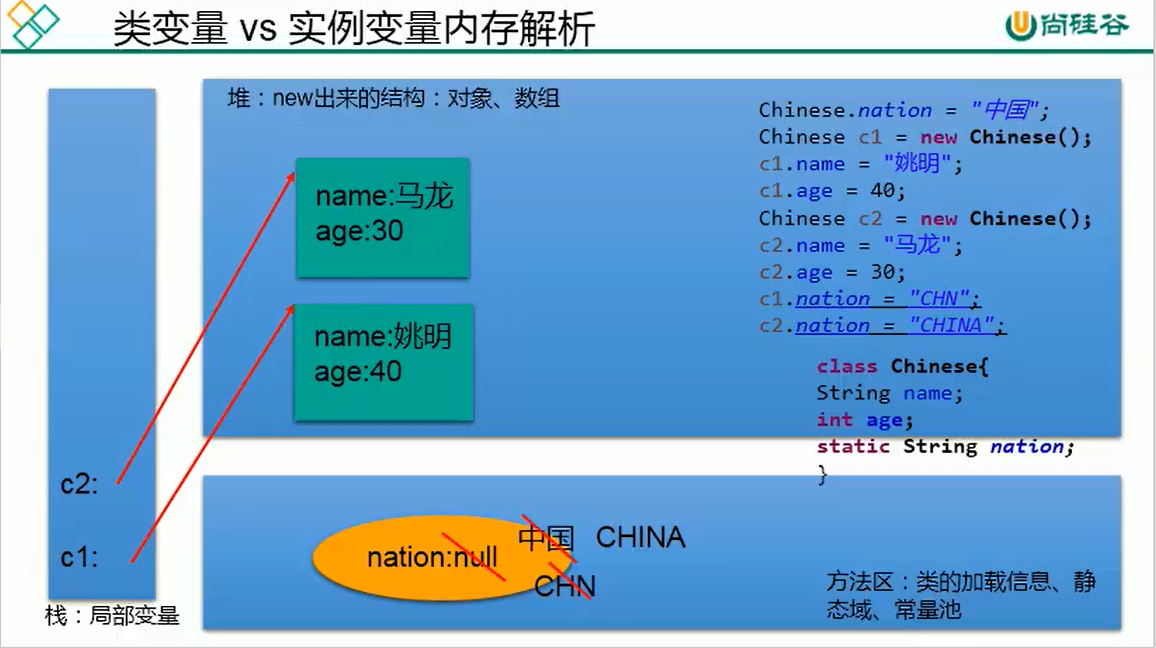 类变量 vs 实例变量内存解析
尚硅谷
堆：new出来的结构：对象、数组
name:马龙
age:30
name:姚明
age:40
Chinese.nation = "中国";
Chinese c1 = new Chinese();
c1.name = "姚明";
c1.age = 40;
Chinese c2 = new Chinese();
c2.name = "马龙";
c2.age = 30;
c1.nation = "CHN";
c2.nation = "CHINA";
class Chinese{
String name;
int age;
static String nation;
}
c2:
c1:
栈：局部变量
nation:null
中国 CHINA
CHN
方法区：类的加载信息、静
态域、常量池